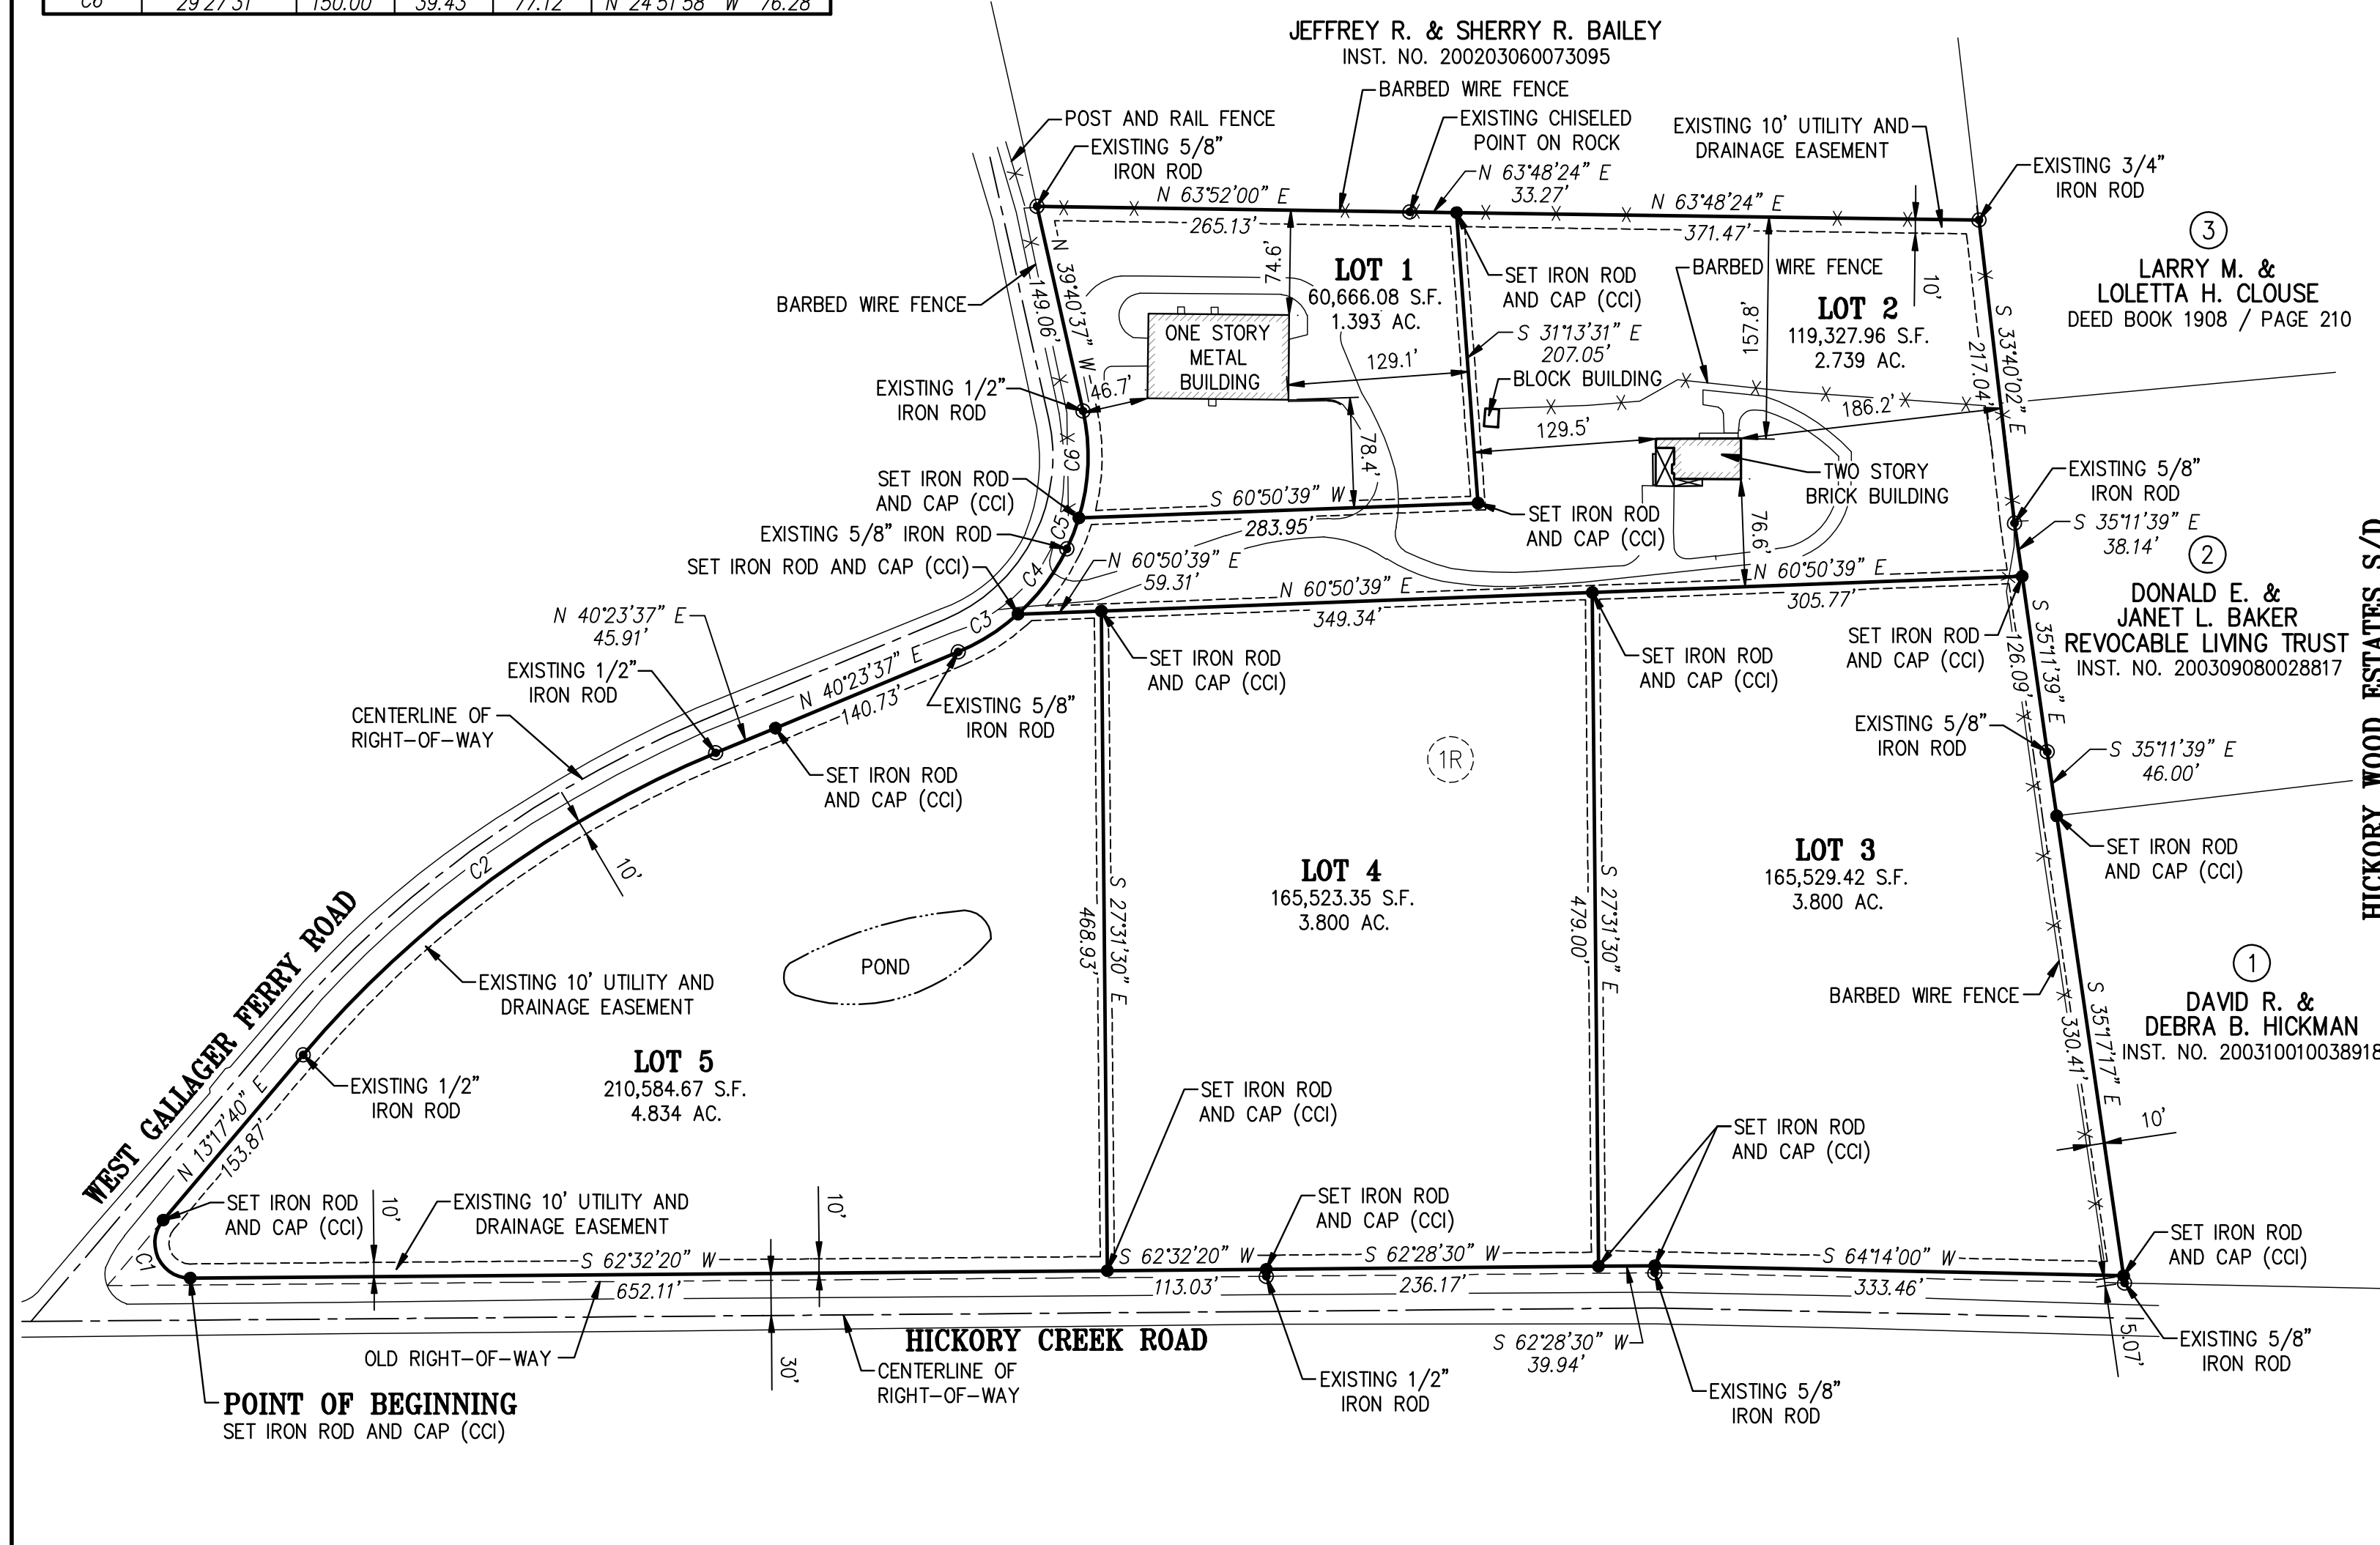 C6 29°27'31" 150.00' 39.43' 77.12' N 24°51'58" W 76.28'
JEFFREY R. & SHERRY R. BAILEY
INST. NO. 200203060073095
BARBED WIRE FENCE
POST AND RAIL FENCE
EXISTING 5/8"
IRON ROD
EXISTING CHISELED
POINT ON ROCK
EXISTING 10' UTILITY AND
DRAINAGE EASEMENT
EXISTING 3/4"
IRON ROD
N 63°52'00" E
265.13'
N 63°48'24" E
33.27'
N 63°48'24" E
371.47'
3
LARRY M. &
LOLETTA H. CLOUSE
DEED BOOK 1908 / PAGE 210
N 39°40'37" W
149.06'
74.6'
LOT 1
60,666.08 S.F.
1.393 AC.
SET IRON ROD
AND CAP (CCI)
BARBED WIRE FENCE
157.8'
LOT 2
119,327.96 S.F.
2.739 AC.
10'
S 33°40'02" E
217.04'
BARBED WIRE FENCE
ONE STORY
METAL
BUILDING
S 31°13'31" E
207.05'
129.1'
BLOCK BUILDING
EXISTING 1/2"
IRON ROD
46.7'
129.5'
186.2'
C6
78.4'
TWO STORY
BRICK BUILDING
EXISTING 5/8"
IRON ROD
SET IRON ROD
AND CAP (CCI)
S 60°50'39" W
283.95'
SET IRON ROD
AND CAP (CCI)
76.6'
S 35°11'39" E
38.14'
C5
EXISTING 5/8" IRON ROD
SET IRON ROD AND CAP (CCI)
C4
N 60°50'39" E
59.31'
N 60°50'39" E
349.34'
N 60°50'39" E
305.77'
2
DONALD E. &
JANET L. BAKER
REVOCABLE LIVING TRUST
INST. NO. 200309080028817
HICKORY WOOD ESTATES S/D
N 40°23'37" E
45.91'
C3
SET IRON ROD
AND CAP (CCI)
SET IRON ROD
AND CAP (CCI)
SET IRON ROD
AND CAP (CCI)
S 35°11'39" E
126.09'
EXISTING 1/2"
IRON ROD
N 40°23'37" E
140.73'
EXISTING 5/8"
IRON ROD
CENTERLINE OF
RIGHT-OF-WAY
EXISTING 5/8"
IRON ROD
S 35°11'39" E
46.00'
1R
SET IRON ROD
AND CAP (CCI)
SET IRON ROD
AND CAP (CCI)
C2
10'
LOT 4
165,523.35 S.F.
3.800 AC.
LOT 3
165,529.42 S.F.
3.800 AC.
S 27°31'30" E
468.93'
S 27°31'30" E
479.00'
POND
EXISTING 10' UTILITY AND
DRAINAGE EASEMENT
WEST GALLAGER FERRY ROAD
BARBED WIRE FENCE
1
DAVID R. &
DEBRA B. HICKMAN
INST. NO. 200310010038918
S 35°17'17" E
330.41'
EXISTING 1/2"
IRON ROD
LOT 5
210,584.67 S.F.
4.834 AC.
N 13°17'40" E
153.87'
SET IRON ROD
AND CAP (CCI)
SET IRON ROD
AND CAP (CCI)
10'
SET IRON ROD
AND CAP (CCI)
10'
EXISTING 10' UTILITY AND
DRAINAGE EASEMENT
10'
SET IRON ROD
AND CAP (CCI)
SET IRON ROD
AND CAP (CCI)
C1
S 62°32'20" W
652.11'
S 62°32'20" W
113.03'
S 62°28'30" W
236.17'
S 64°14'00" W
333.46'
HICKORY CREEK ROAD
OLD RIGHT-OF-WAY
30'
CENTERLINE OF
RIGHT-OF-WAY
S 62°28'30" W
39.94'
5.07'
EXISTING 5/8"
IRON ROD
EXISTING 1/2"
IRON ROD
EXISTING 5/8"
IRON ROD
POINT OF BEGINNING
SET IRON ROD AND CAP (CCI)